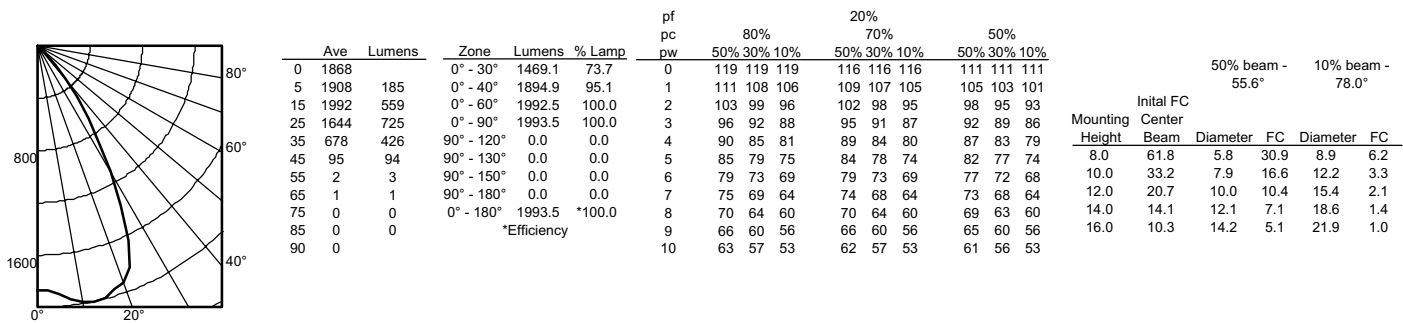 80°
60°
40°
800
1600
0° 20°
Ave Lumens
0 1868
5 1908 185
15 1992 559
25 1644 725
35 678 426
45 95 94
55 2 3
65 1 1
75 0 0
85 0 0
90 0
Zone Lumens % Lamp
0° - 30° 1469.1 73.7
0° - 40° 1894.9 95.1
0° - 60° 1992.5 100.0
0° - 90° 1993.5 100.0
90° - 120° 0.0 0.0
90° - 130° 0.0 0.0
90° - 150° 0.0 0.0
90° - 180° 0.0 0.0
0° - 180° 1993.5 *100.0
*Efficiency
pf 20%
pc 80% 70% 50%
pw 50% 30% 10% 50% 30% 10% 50% 30% 10%
0 119 119 119 116 116 116 111 111 111
1 111 108 106 109 107 105 105 103 101
2 103 99 96 102 98 95 98 95 93
3 96 92 88 95 91 87 92 89 86
4 90 85 81 89 84 80 87 83 79
5 85 79 75 84 78 74 82 77 74
6 79 73 69 79 73 69 77 72 68
7 75 69 64 74 68 64 73 68 64
8 70 64 60 70 64 60 69 63 60
9 66 60 56 66 60 56 65 60 56
10 63 57 53 62 57 53 61 56 53
50% beam - 10% beam -
55.6° 78.0°
Inital FC
Mounting Center
Height Beam Diameter FC Diameter FC
8.0 61.8 5.8 30.9 8.9 6.2
10.0 33.2 7.9 16.6 12.2 3.3
12.0 20.7 10.0 10.4 15.4 2.1
14.0 14.1 12.1 7.1 18.6 1.4
16.0 10.3 14.2 5.1 21.9 1.0